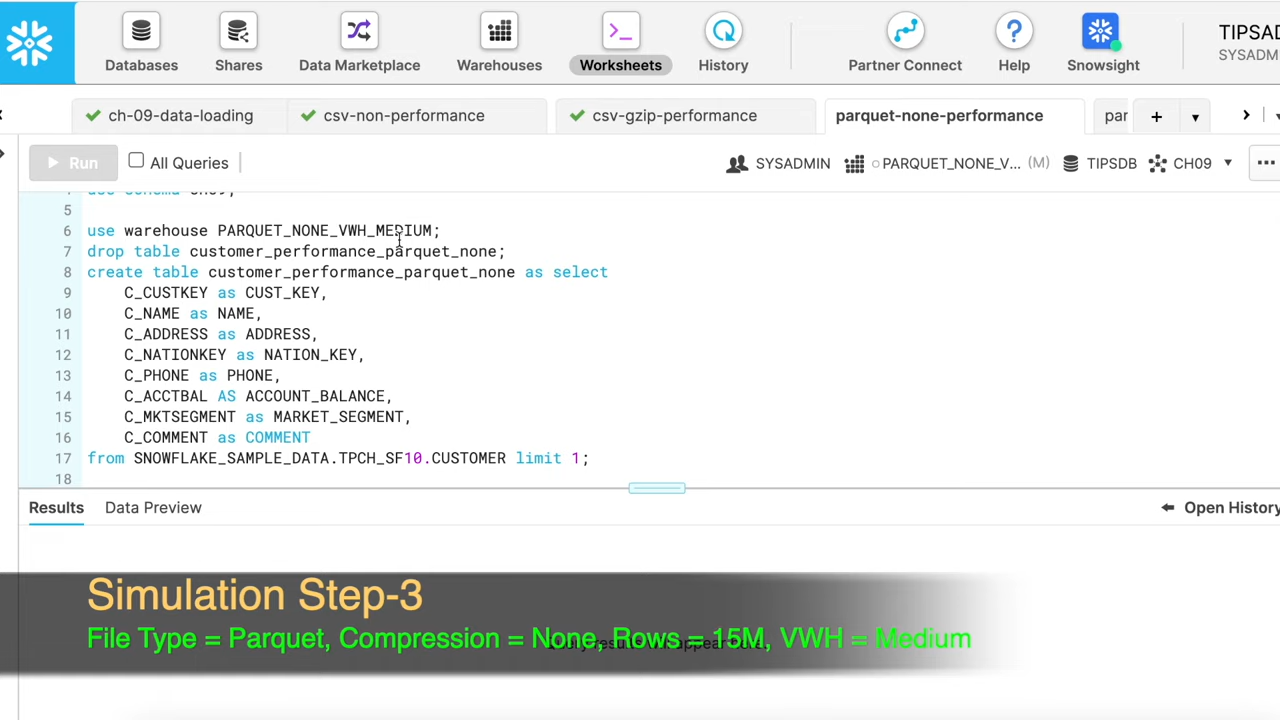 Databases
Shares
Data Marketplace
Warehouses
Worksheets
History
Partner Connect
Help
Snowsight
TIPSAD
SYSADM
ch-09-data-loading
csv-non-performance
csv-gzip-performance
parquet-none-performance
par
Run
All Queries
SYSADMIN
PARQUET_NONE_V... (M)
TIPSDB
CH09
5
6 use warehouse PARQUET_NONE_VWH_MEDIUM;
7 drop table customer_performance_parquet_none;
8 create table customer_performance_parquet_none as select
9 C_CUSTKEY as CUST_KEY,
10 C_NAME as NAME,
11 C_ADDRESS as ADDRESS,
12 C_NATIONKEY as NATION_KEY,
13 C_PHONE as PHONE,
14 C_ACCTBAL AS ACCOUNT_BALANCE,
15 C_MKTSEGMENT as MARKET_SEGMENT,
16 C_COMMENT as COMMENT
17 from SNOWFLAKE_SAMPLE_DATA.TPCH_SF10.CUSTOMER limit 1;
18
Results
Data Preview
Open History
Simulation Step-3
File Type = Parquet, Compression = None, Rows = 15M, VWH = Medium